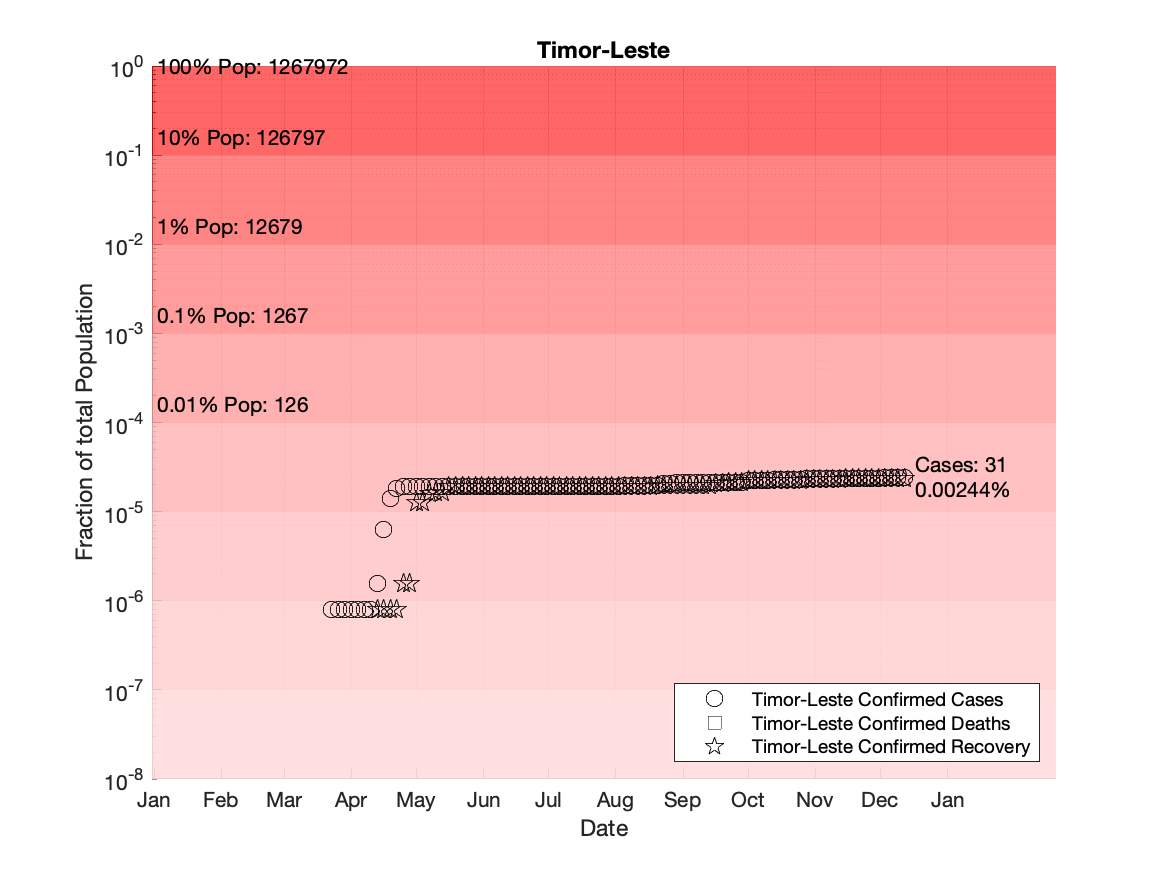 Timor-Leste
10^0
100% Pop: 1267972
10% Pop: 126797
10^-1
1% Pop: 12679
10^-2
0.1% Pop: 1267
10^-3
0.01% Pop: 126
10^-4
Cases: 31
0.00244%
10^-5
10^-6
10^-7
10^-8
Fraction of total Population
Timor-Leste Confirmed Cases
Timor-Leste Confirmed Deaths
Timor-Leste Confirmed Recovery
Jan Feb Mar Apr May Jun Jul Aug Sep Oct Nov Dec Jan
Date